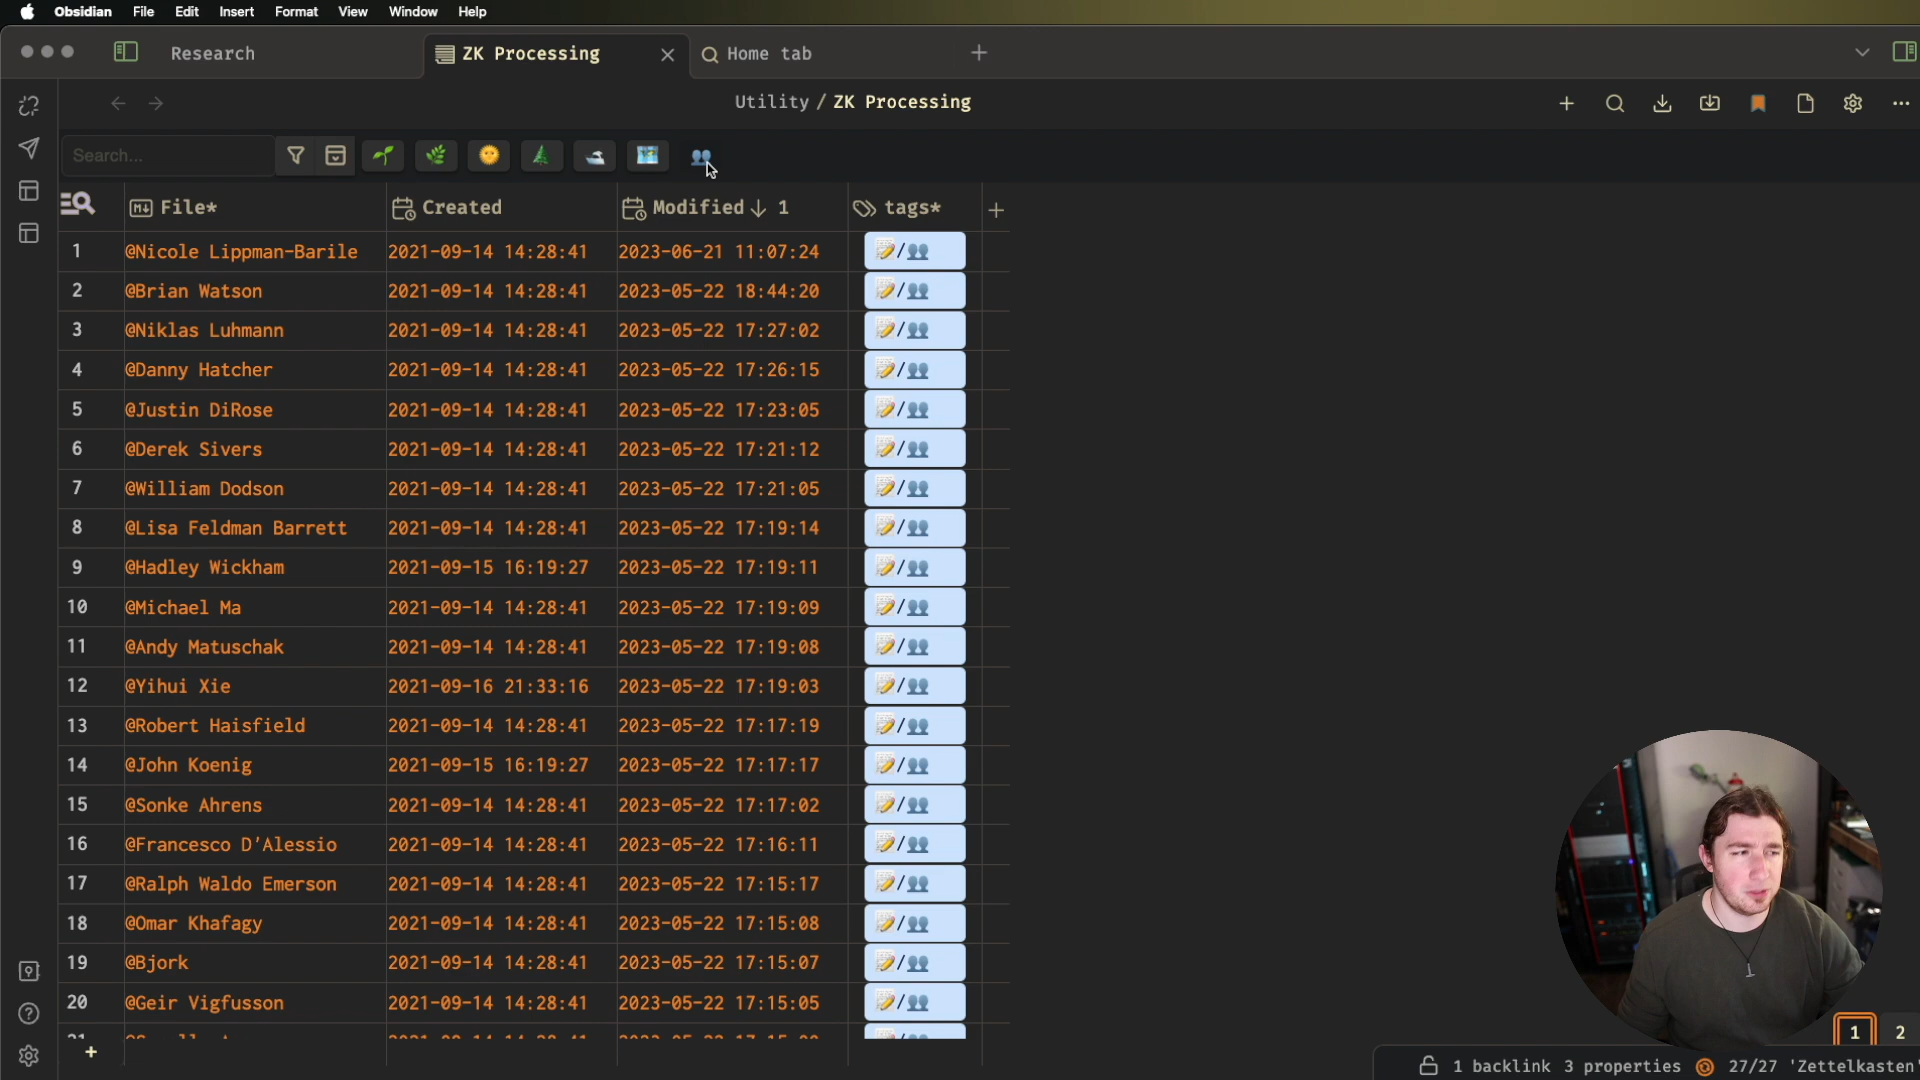 Obsidian File Edit Insert Format View Window Help
Research ZK Processing Home tab
Utility / ZK Processing
Search...
File* Created Modified 1 tags*
1 @Nicole Lippman-Barile 2021-09-14 14:28:41 2023-06-21 11:07:24 📝/👥
2 @Brian Watson 2021-09-14 14:28:41 2023-05-22 18:44:20 📝/👥
3 @Niklas Luhmann 2021-09-14 14:28:41 2023-05-22 17:27:02 📝/👥
4 @Danny Hatcher 2021-09-14 14:28:41 2023-05-22 17:26:15 📝/👥
5 @Justin DiRose 2021-09-14 14:28:41 2023-05-22 17:23:05 📝/👥
6 @Derek Sivers 2021-09-14 14:28:41 2023-05-22 17:21:12 📝/👥
7 @William Dodson 2021-09-14 14:28:41 2023-05-22 17:21:05 📝/👥
8 @Lisa Feldman Barrett 2021-09-14 14:28:41 2023-05-22 17:19:14 📝/👥
9 @Hadley Wickham 2021-09-15 16:19:27 2023-05-22 17:19:11 📝/👥
10 @Michael Ma 2021-09-14 14:28:41 2023-05-22 17:19:09 📝/👥
11 @Andy Matuschak 2021-09-14 14:28:41 2023-05-22 17:19:08 📝/👥
12 @Yihui Xie 2021-09-16 21:33:16 2023-05-22 17:19:03 📝/👥
13 @Robert Haisfield 2021-09-14 14:28:41 2023-05-22 17:17:19 📝/👥
14 @John Koenig 2021-09-15 16:19:27 2023-05-22 17:17:17 📝/👥
15 @Sonke Ahrens 2021-09-14 14:28:41 2023-05-22 17:17:02 📝/👥
16 @Francesco D'Alessio 2021-09-14 14:28:41 2023-05-22 17:16:11 📝/👥
17 @Ralph Waldo Emerson 2021-09-14 14:28:41 2023-05-22 17:15:17 📝/👥
18 @Omar Khafagy 2021-09-14 14:28:41 2023-05-22 17:15:08 📝/👥
19 @Bjork 2021-09-14 14:28:41 2023-05-22 17:15:07 📝/👥
20 @Geir Vigfusson 2021-09-14 14:28:41 2023-05-22 17:15:05 📝/👥
1 2
1 backlink 3 properties 27/27 'Zettelkasten'